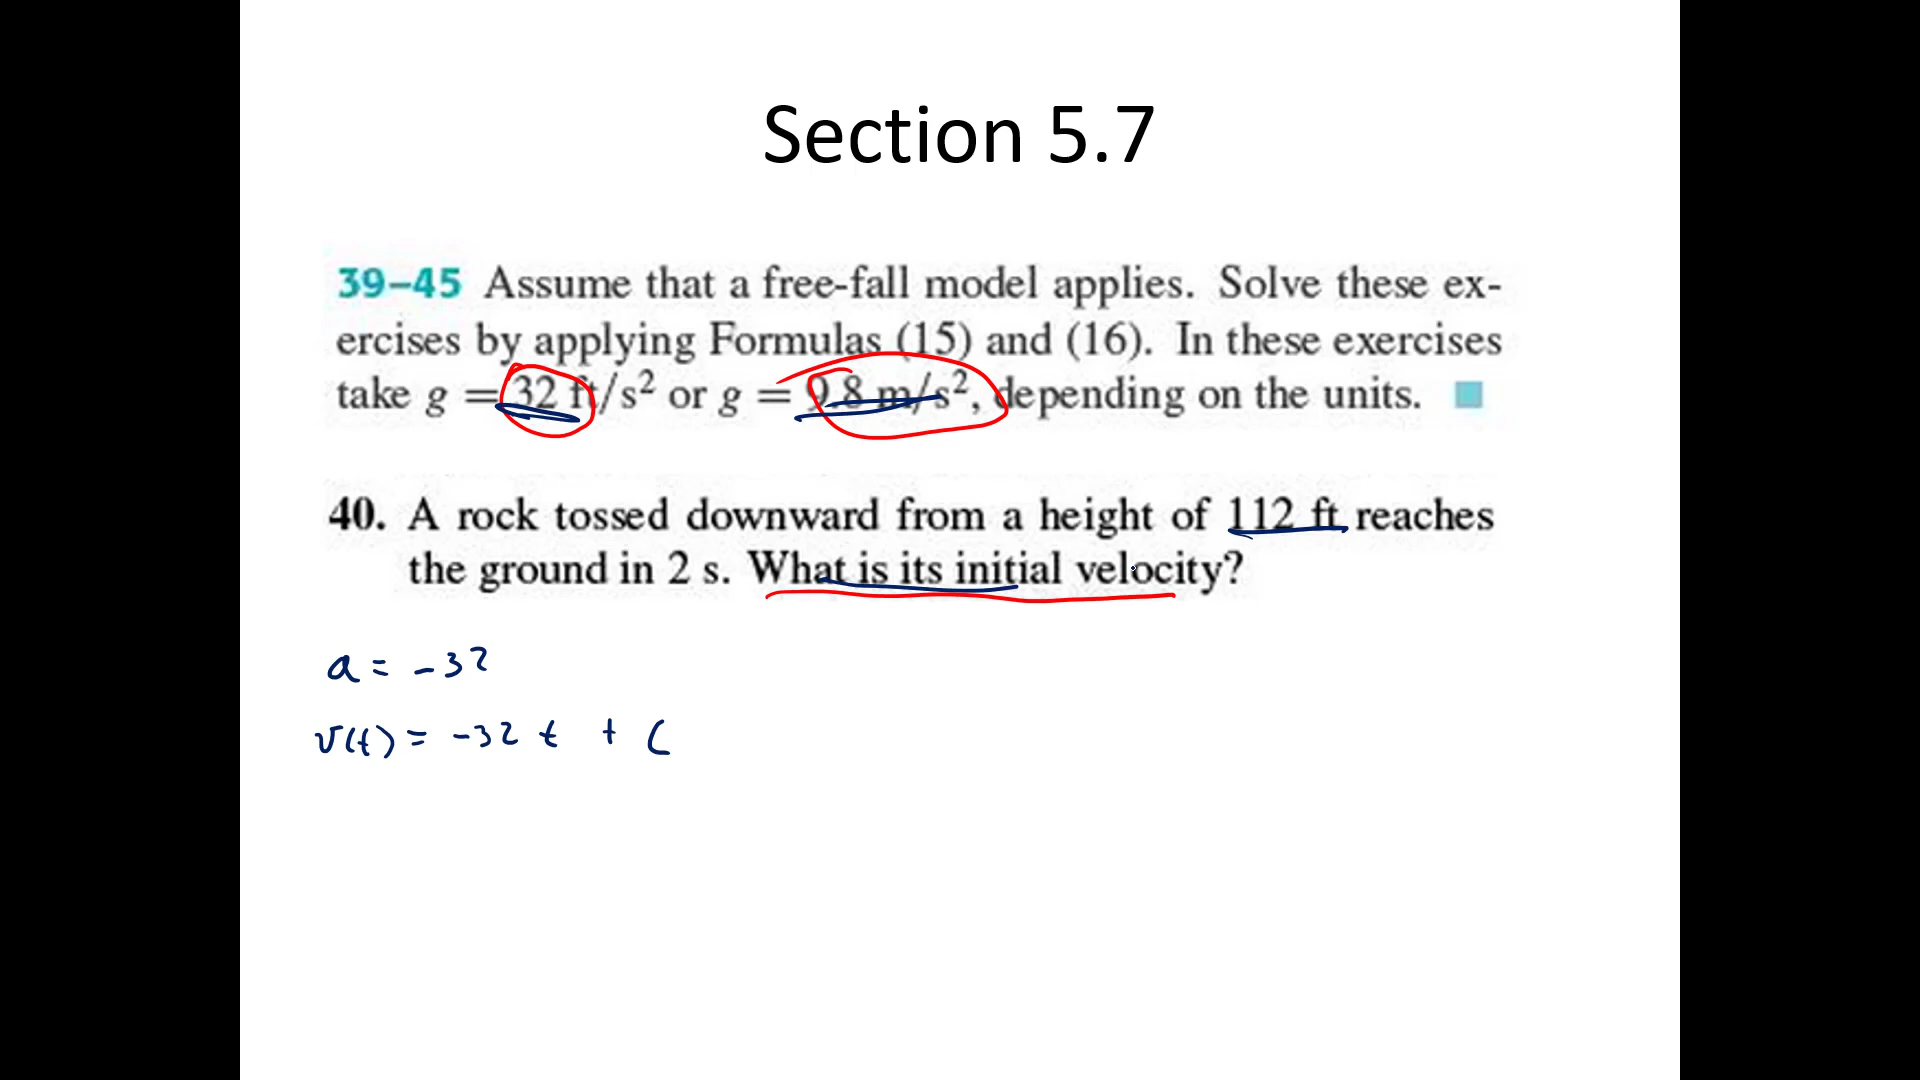 Section 5.7
39–45 Assume that a free-fall model applies. Solve these ex-
ercises by applying Formulas (15) and (16). In these exercises
take g = 32 ft/s² or g = 9.8 m/s², depending on the units.
40. A rock tossed downward from a height of 112 ft reaches
the ground in 2 s. What is its initial velocity?
a = -32
v(t) = -32 t + C